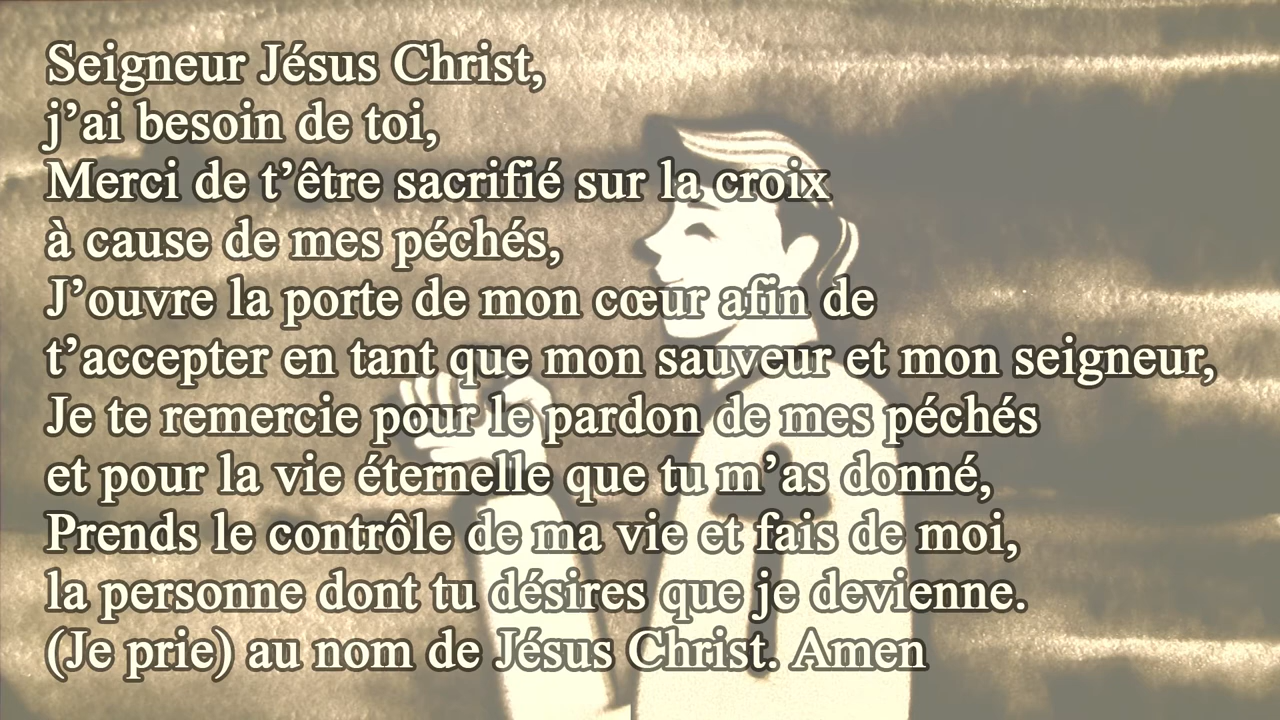 Seigneur Jésus Christ,
j’ai besoin de toi,
Merci de t’être sacrifié sur la croix
à cause de mes péchés,
J’ouvre la porte de mon cœur afin de
t’accepter en tant que mon sauveur et mon seigneur,
Je te remercie pour le pardon de mes péchés
et pour la vie éternelle que tu m’as donné,
Prends le contrôle de ma vie et fais de moi,
la personne dont tu désires que je devienne.
(Je prie) au nom de Jésus Christ. Amen